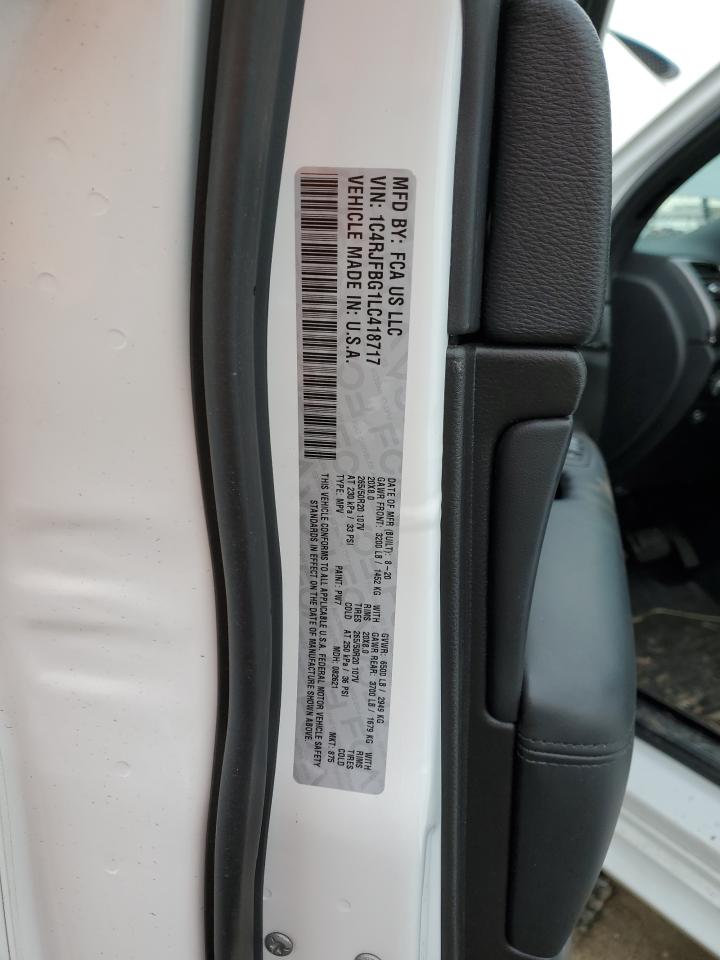 MFD BY: FCA US LLC
VIN: 1C4RJFBG1LC418717
VEHICLE MADE IN: U.S.A.
DATE OF MFR (BUILT): 8-20 GVWR: 6500 LB / 2949 KG
GAWR FRONT: 3200 LB / 1452 KG WITH GAWR REAR: 3700 LB / 1679 KG WITH
20X8.0 RIMS 20X8.0 RIMS
265/50R20 107V TIRES 265/50R20 107V TIRES
AT 230 kPa / 33 PSI COLD AT 250 kPa / 36 PSI COLD
TYPE: MPV PAINT: PW7 MDH: 082621 MKT: 875
THIS VEHICLE CONFORMS TO ALL APPLICABLE U.S.A. FEDERAL MOTOR VEHICLE SAFETY
STANDARDS IN EFFECT ON THE DATE OF MANUFACTURE SHOWN ABOVE.